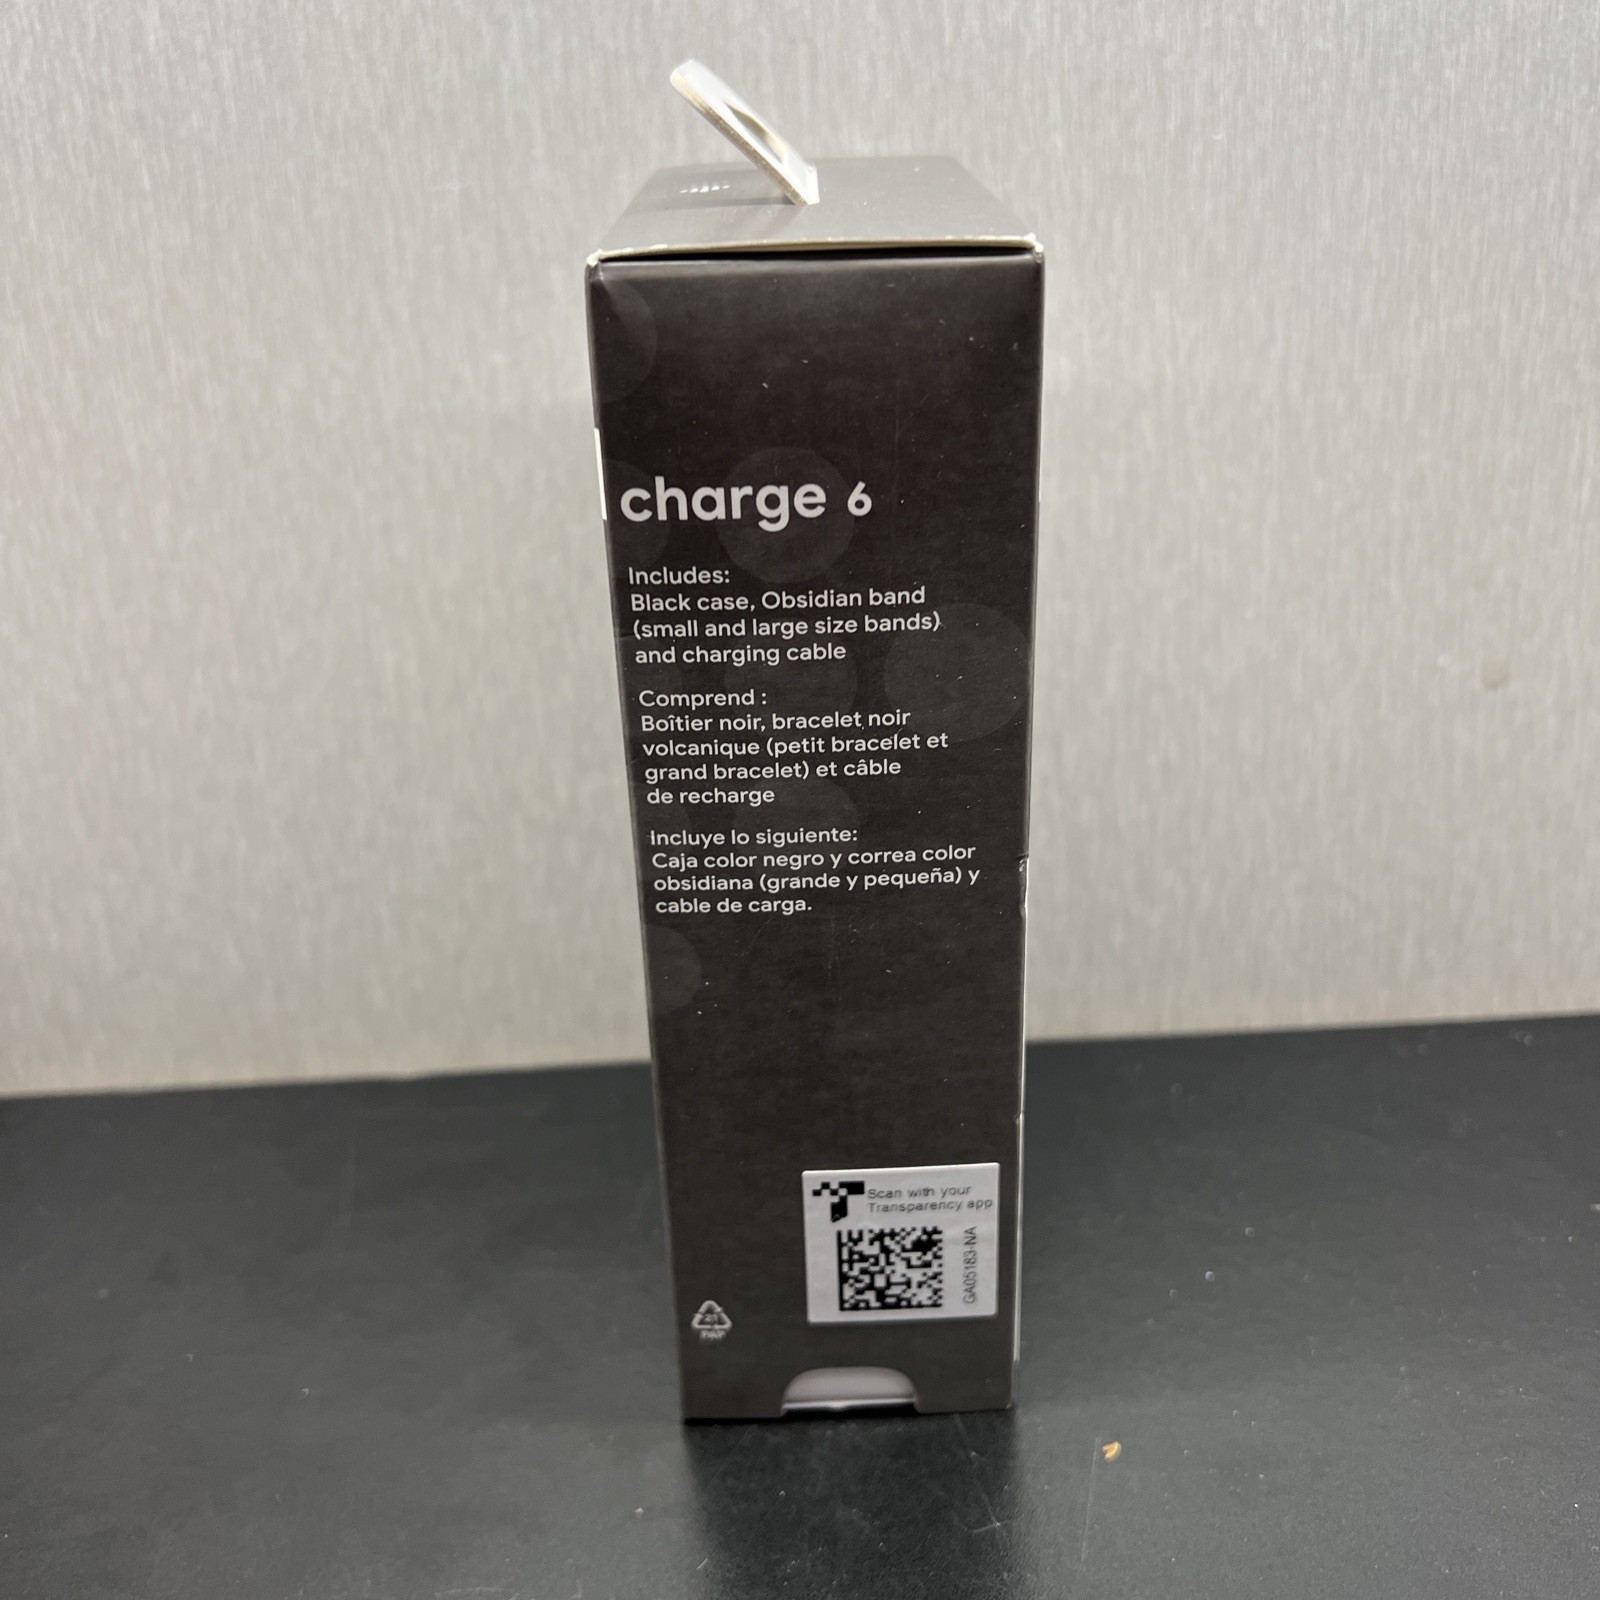 charge 6
Includes:
Black case, Obsidian band
(small and large size bands)
and charging cable
Comprend :
Boîtier noir, bracelet noir
volcanique (petit bracelet et
grand bracelet) et câble
de recharge
Incluye lo siguiente:
Caja color negro y correa color
obsidiana (grande y pequeña) y
cable de carga.
Scan with your
Transparency app
GA05183-NA
21
PAP